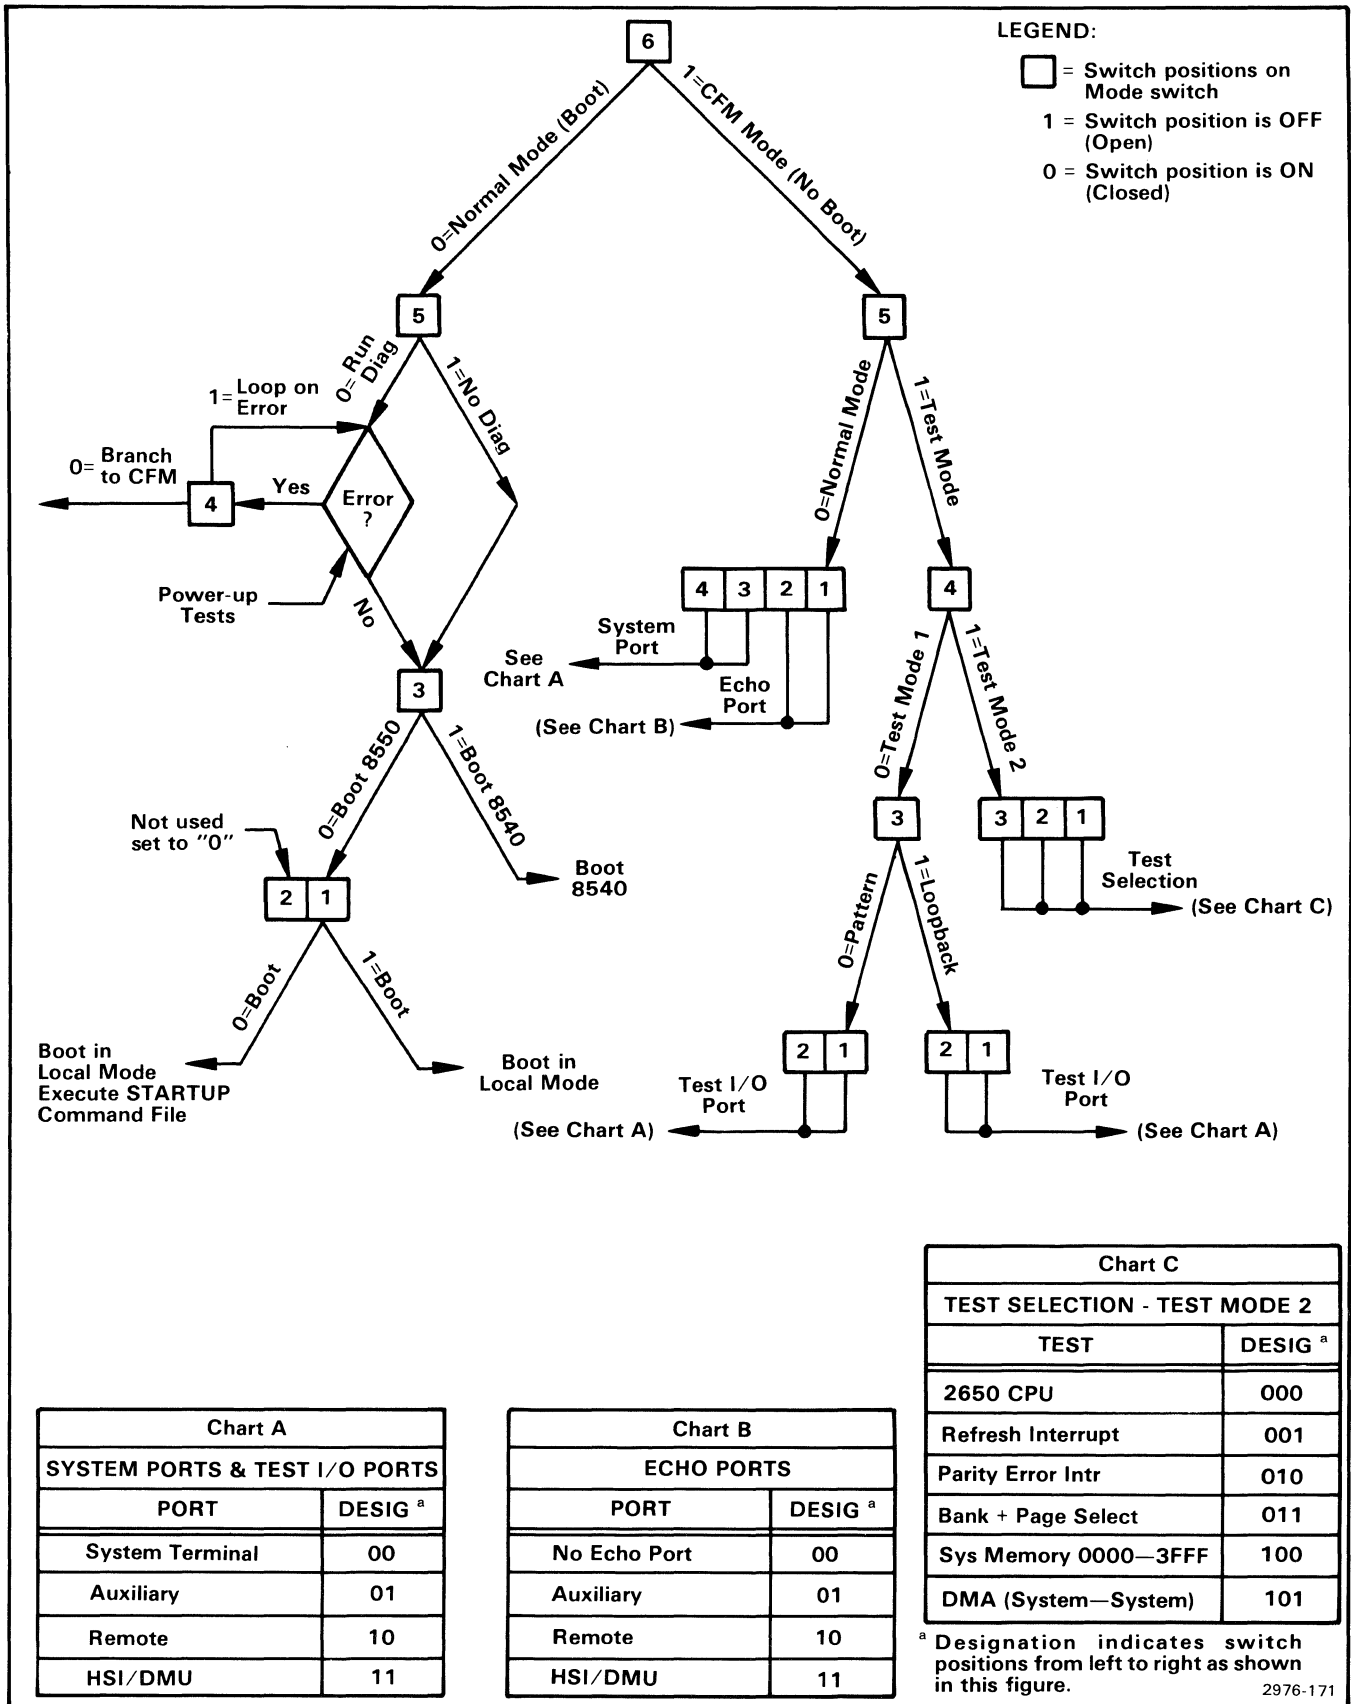 6
LEGEND:
= Switch positions on
Mode switch
1 = Switch position is OFF
(Open)
0 = Switch position is ON
(Closed)
0=Normal Mode (Boot)
1=CFM Mode (No Boot)
5
5
0= Run
Diag
1=No Diag
1= Loop on
Error
0= Branch
to CFM
4
Yes
Error
?
Power-up
Tests
No
3
0=Normal Mode
1=Test Mode
4 3 2 1
4
System
Port
See
Chart A
Echo
Port
(See Chart B)
0=Test Mode 1
1=Test Mode 2
0=Boot 8550
1=Boot 8540
Not used
set to "0"
Boot
8540
2 1
3
3 2 1
Test
Selection
(See Chart C)
0=Pattern
1=Loopback
0=Boot
1=Boot
Boot in
Local Mode
Execute STARTUP
Command File
Boot in
Local Mode
2 1
2 1
Test I/O
Port
(See Chart A)
Test I/O
Port
(See Chart A)
Chart A
SYSTEM PORTS & TEST I/O PORTS
PORT DESIG a
System Terminal 00
Auxiliary 01
Remote 10
HSI/DMU 11
Chart B
ECHO PORTS
PORT DESIG a
No Echo Port 00
Auxiliary 01
Remote 10
HSI/DMU 11
Chart C
TEST SELECTION - TEST MODE 2
TEST DESIG a
2650 CPU 000
Refresh Interrupt 001
Parity Error Intr 010
Bank + Page Select 011
Sys Memory 0000—3FFF 100
DMA (System—System) 101
a Designation indicates switch
positions from left to right as shown
in this figure.
2976-171